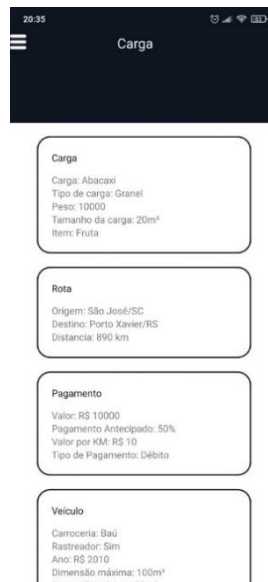 20:35
Carga
Carga
Carga: Abacaxi
Tipo de carga: Granel
Peso: 10000
Tamanho da carga: 20m³
Item: Fruta
Rota
Origem: São José/SC
Destino: Porto Xavier/RS
Distancia: 890 km
Pagamento
Valor: R$ 10000
Pagamento Antecipado: 50%
Valor por KM: R$ 10
Tipo de Pagamento: Débito
Veículo
Carroceria: Baú
Rastreador: Sim
Ano: R$ 2010
Dimensão máxima: 100m³